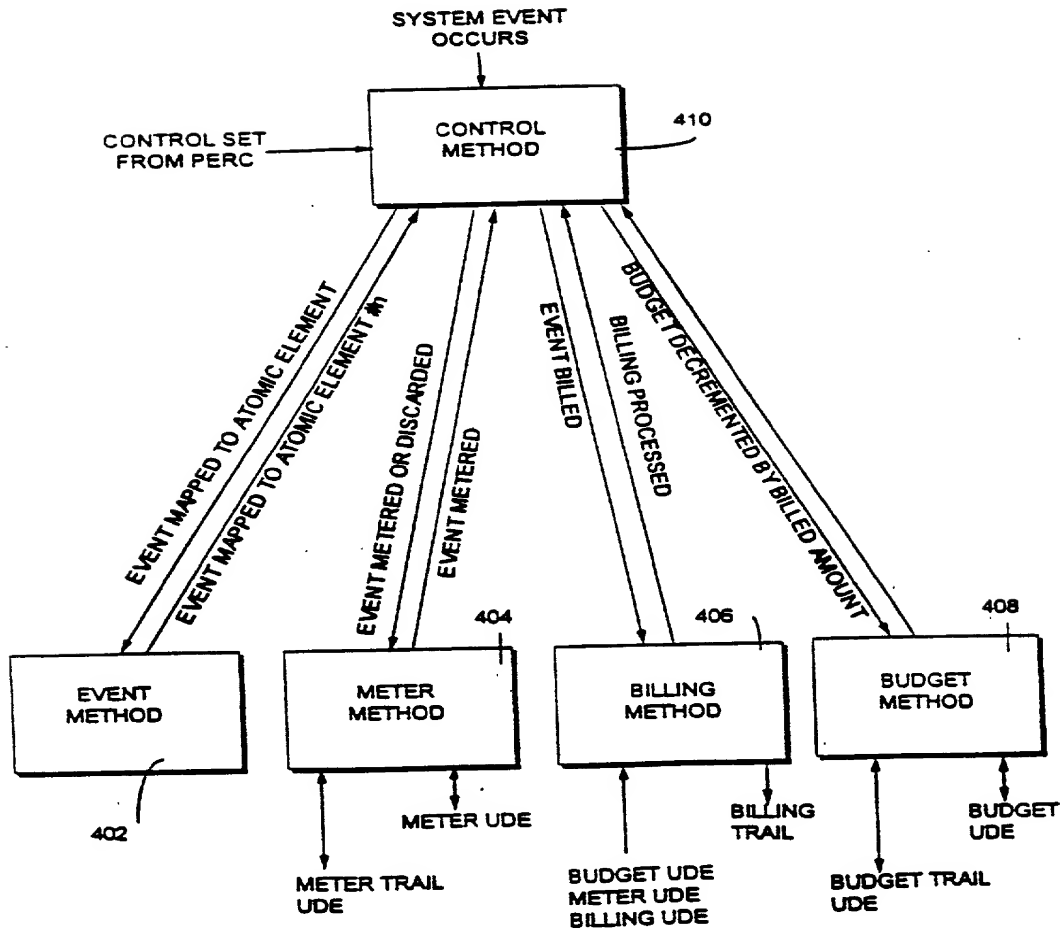 SYSTEM EVENT
OCCURS
CONTROL
METHOD
410
CONTROL SET
FROM PERC
EVENT MAPPED TO ATOMIC ELEMENT
EVENT MAPPED TO ATOMIC ELEMENT #n
EVENT METERED OR DISCARDED
EVENT METERED
EVENT BILLED
BILLING PROCESSED
BUDGET DECREMENTED BY BILLED AMOUNT
404
406
408
EVENT
METHOD
METER
METHOD
BILLING
METHOD
BUDGET
METHOD
402
METER UDE
METER TRAIL
UDE
BILLING
TRAIL
BUDGET UDE
METER UDE
BILLING UDE
BUDGET
UDE
BUDGET TRAIL
UDE